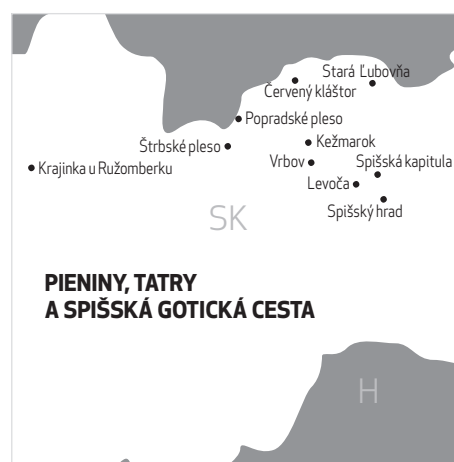 Stará Ľubovňa
Červený kláštor
Popradské pleso
Štrbské pleso
Kežmarok
Krajinka u Ružomberku
Vrbov
Spišská kapitula
Levoča
Spišský hrad
SK
PIENINY, TATRY
A SPIŠSKÁ GOTICKÁ CESTA
H